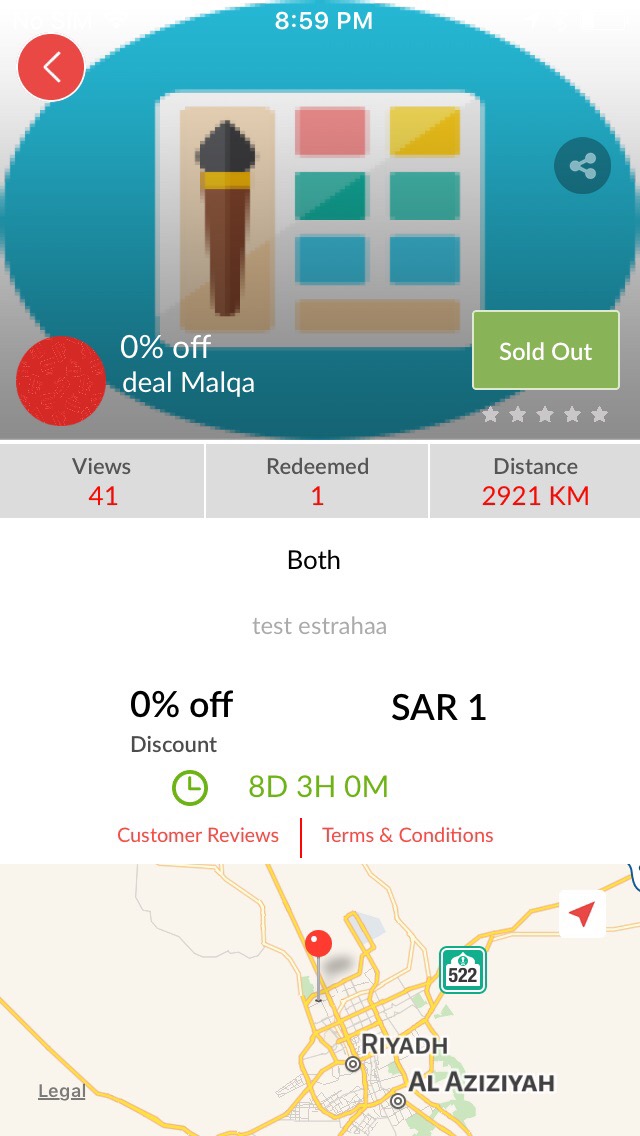 8:59 PM
0% off
deal Malqa
Sold Out
Views
Redeemed
Distance
41
1
2921 KM
Both
test estrahaa
0% off
SAR 1
Discount
8D 3H 0M
Customer Reviews
Terms & Conditions
522
RIYADH
AL AZIZIYAH
Legal